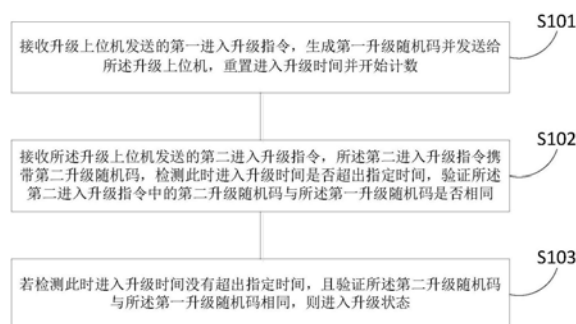 S101
接收升级上位机发送的第一进入升级指令，生成第一升级随机码并发送给
所述升级上位机，重置进入升级时间并开始计数
S102
接收所述升级上位机发送的第二进入升级指令，所述第二进入升级指令携
带第二升级随机码，检测此时进入升级时间是否超出指定时间，验证所述
第二进入升级指令中的第二升级随机码与所述第一升级随机码是否相同
S103
若检测此时进入升级时间没有超出指定时间，且验证所述第二升级随机码
与所述第一升级随机码相同，则进入升级状态